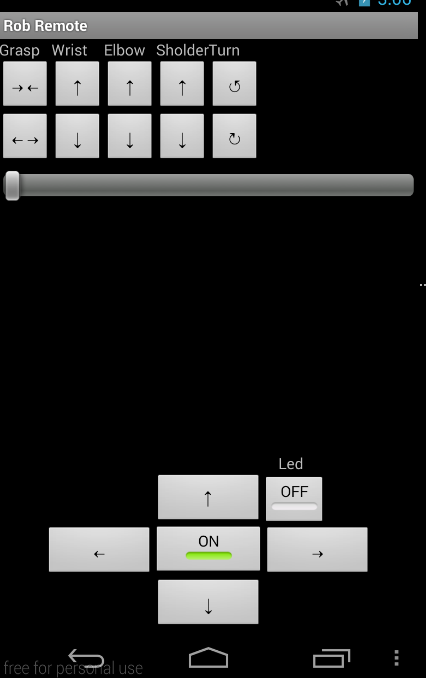 Rob Remote
Grasp Wrist Elbow SholderTurn
→← ↑ ↑ ↑ ↺
←→ ↓ ↓ ↓ ↻
Led
↑ OFF
← ON →
↓
free for personal use